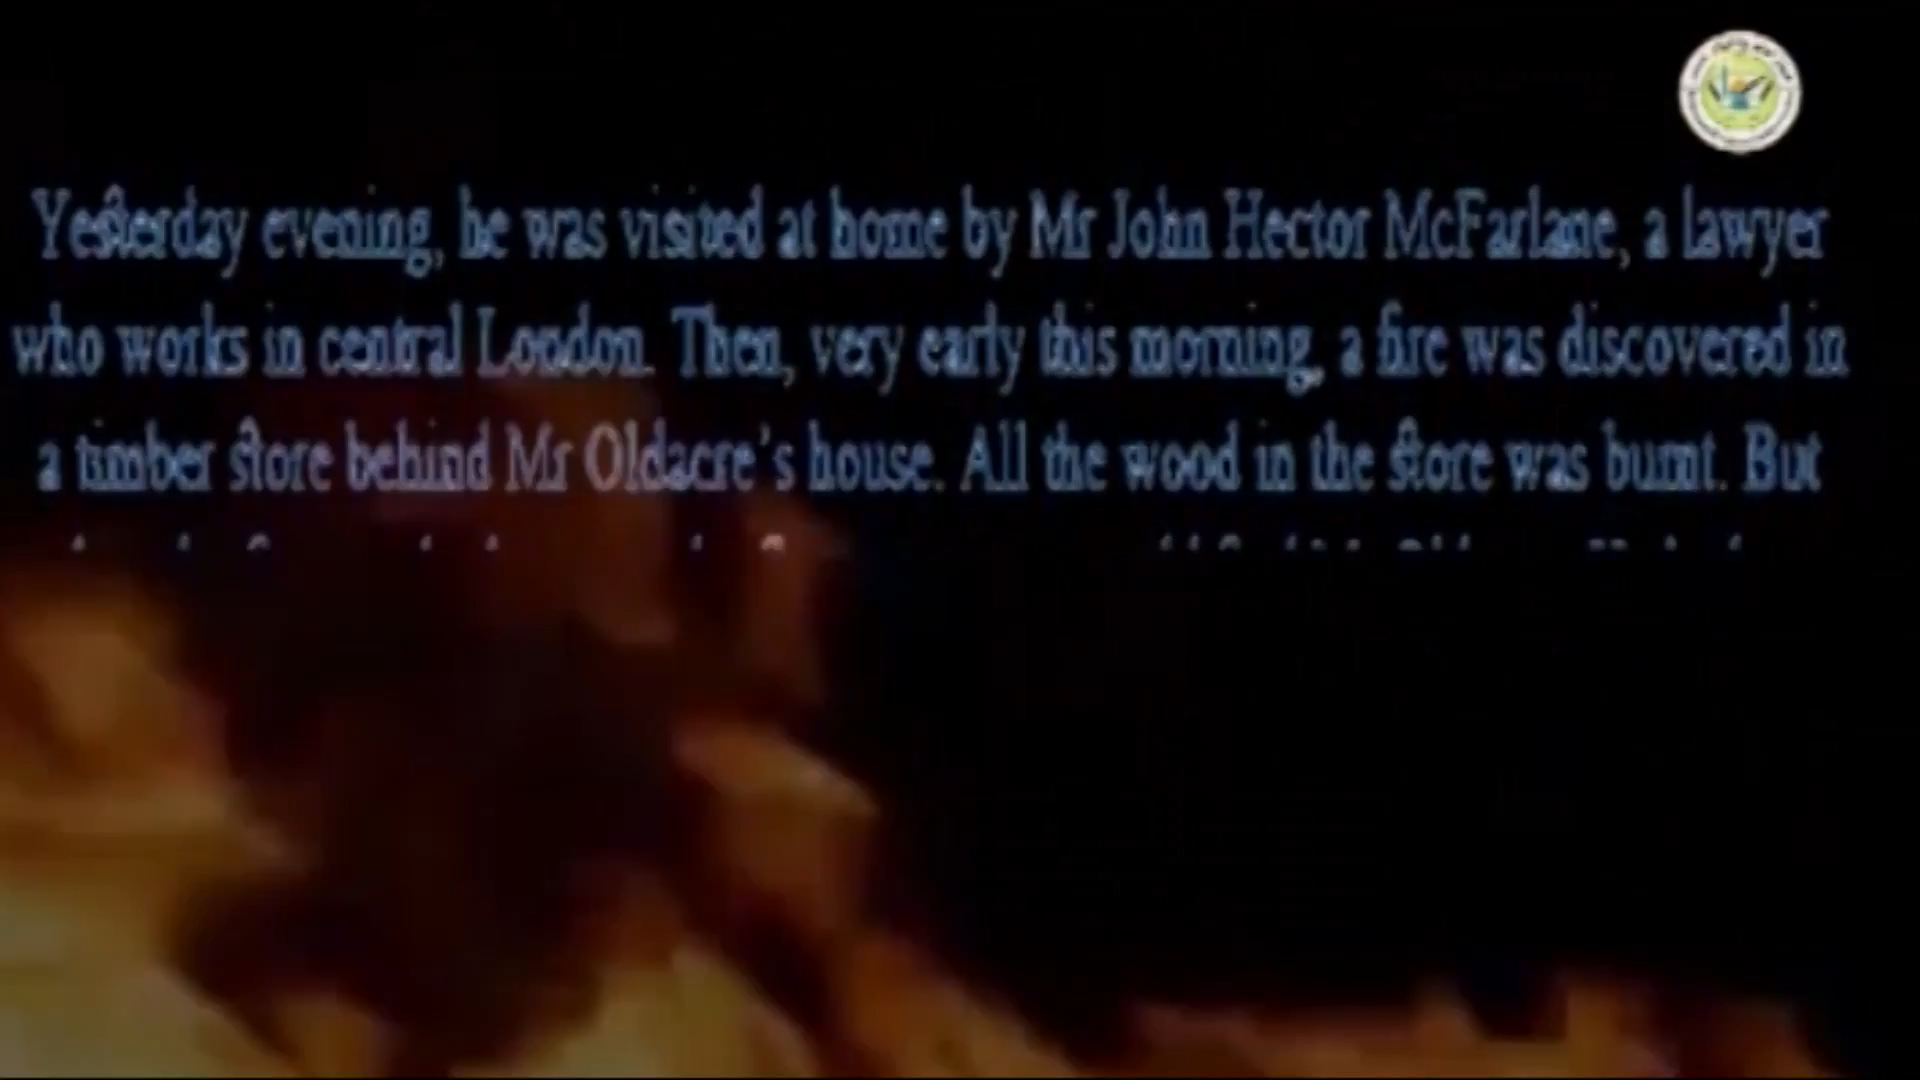 Yesterday evening, he was visited at home by Mr John Hector McFarlane, a lawyer
who works in central London. Then, very early this morning, a fire was discovered in
a timber store behind Mr Oldacre's house. All the wood in the store was burnt. But